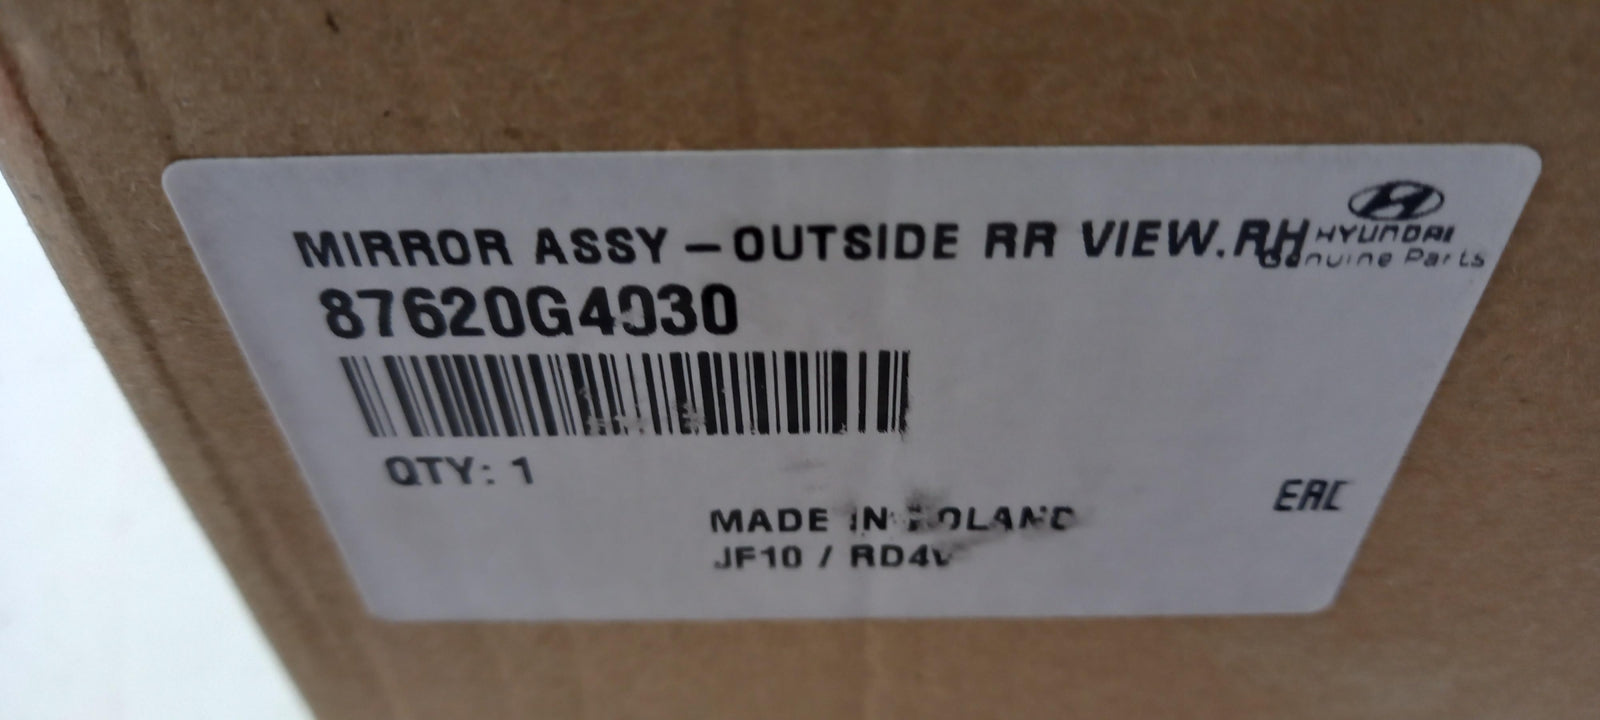 MIRROR ASSY - OUTSIDE RR VIEW.RH
HYUNDAI
Genuine Parts
87620G4030
QTY: 1
MADE IN POLAND
JF10 / RD4V
EAC